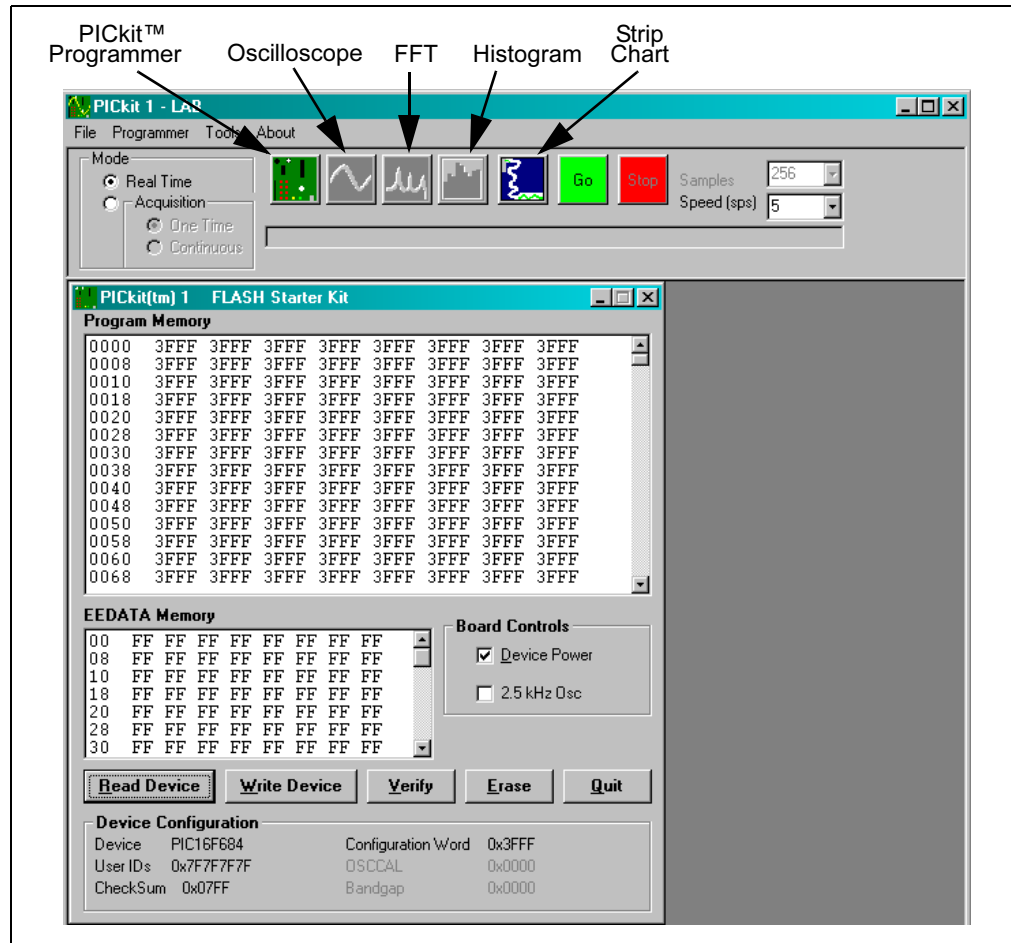 PICkit™
Programmer
Oscilloscope
FFT
Histogram
Strip
Chart
PICkit 1 - LAB
File Programmer Tools About
Mode
Real Time
Acquisition
One Time
Continuous
Go
Stop
Samples 256
Speed (sps) 5
PICkit(tm) 1 FLASH Starter Kit
Program Memory
0000 3FFF 3FFF 3FFF 3FFF 3FFF 3FFF 3FFF 3FFF
0008 3FFF 3FFF 3FFF 3FFF 3FFF 3FFF 3FFF 3FFF
0010 3FFF 3FFF 3FFF 3FFF 3FFF 3FFF 3FFF 3FFF
0018 3FFF 3FFF 3FFF 3FFF 3FFF 3FFF 3FFF 3FFF
0020 3FFF 3FFF 3FFF 3FFF 3FFF 3FFF 3FFF 3FFF
0028 3FFF 3FFF 3FFF 3FFF 3FFF 3FFF 3FFF 3FFF
0030 3FFF 3FFF 3FFF 3FFF 3FFF 3FFF 3FFF 3FFF
0038 3FFF 3FFF 3FFF 3FFF 3FFF 3FFF 3FFF 3FFF
0040 3FFF 3FFF 3FFF 3FFF 3FFF 3FFF 3FFF 3FFF
0048 3FFF 3FFF 3FFF 3FFF 3FFF 3FFF 3FFF 3FFF
0050 3FFF 3FFF 3FFF 3FFF 3FFF 3FFF 3FFF 3FFF
0058 3FFF 3FFF 3FFF 3FFF 3FFF 3FFF 3FFF 3FFF
0060 3FFF 3FFF 3FFF 3FFF 3FFF 3FFF 3FFF 3FFF
0068 3FFF 3FFF 3FFF 3FFF 3FFF 3FFF 3FFF 3FFF
EEDATA Memory
00 FF FF FF FF FF FF FF FF
08 FF FF FF FF FF FF FF FF
10 FF FF FF FF FF FF FF FF
18 FF FF FF FF FF FF FF FF
20 FF FF FF FF FF FF FF FF
28 FF FF FF FF FF FF FF FF
30 FF FF FF FF FF FF FF FF
Board Controls
Device Power
2.5 kHz Osc
Read Device Write Device Verify Erase Quit
Device Configuration
Device PIC16F684 Configuration Word 0x3FFF
User IDs 0x7F7F7F7F OSCCAL 0x0000
CheckSum 0x07FF Bandgap 0x0000